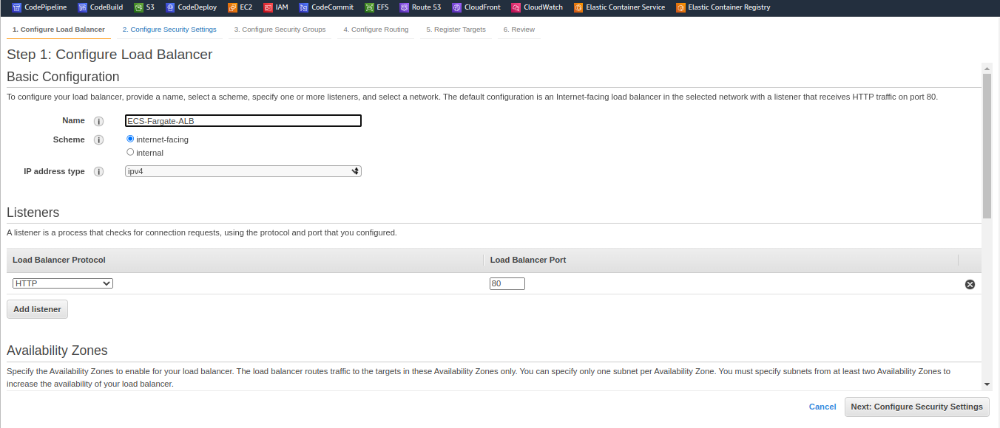 CodePipeline CodeBuild S3 CodeDeploy EC2 IAM CodeCommit EFS Route 53 CloudFront CloudWatch Elastic Container Service Elastic Container Registry
1. Configure Load Balancer 2. Configure Security Settings 3. Configure Security Groups 4. Configure Routing 5. Register Targets 6. Review
Step 1: Configure Load Balancer
Basic Configuration
To configure your load balancer, provide a name, select a scheme, specify one or more listeners, and select a network. The default configuration is an Internet-facing load balancer in the selected network with a listener that receives HTTP traffic on port 80.
Name i ECS-Fargate-ALB
Scheme i internet-facing
internal
IP address type i ipv4
Listeners
A listener is a process that checks for connection requests, using the protocol and port that you configured.
Load Balancer Protocol Load Balancer Port
HTTP 80
Add listener
Availability Zones
Specify the Availability Zones to enable for your load balancer. The load balancer routes traffic to the targets in these Availability Zones only. You can specify only one subnet per Availability Zone. You must specify subnets from at least two Availability Zones to
increase the availability of your load balancer.
Cancel Next: Configure Security Settings